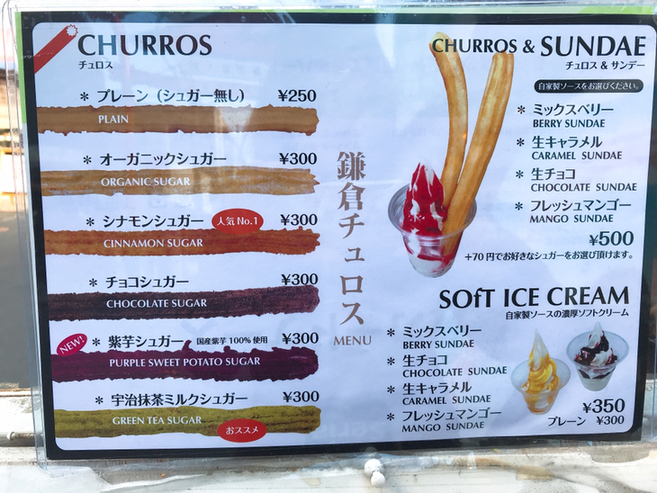 CHURROS
チュロス
* プレーン（シュガー無し） ¥250
PLAIN
* オーガニックシュガー ¥300
ORGANIC SUGAR
* シナモンシュガー 人気No.1 ¥300
CINNAMON SUGAR
* チョコシュガー ¥300
CHOCOLATE SUGAR
NEW!
* 紫芋シュガー 国産紫芋100%使用 ¥300
PURPLE SWEET POTATO SUGAR
* 宇治抹茶ミルクシュガー ¥300
GREEN TEA SUGAR
おススメ
鎌倉チュロス
MENU
CHURROS & SUNDAE
チュロス & サンデー
自家製ソースをお選びください。
* ミックスベリー
BERRY SUNDAE
* 生キャラメル
CARAMEL SUNDAE
* 生チョコ
CHOCOLATE SUNDAE
* フレッシュマンゴー
MANGO SUNDAE
¥500
+70円でお好きなシュガーをお選び頂けます。
SOfT ICE CREAM
自家製ソースの濃厚ソフトクリーム
* ミックスベリー
BERRY SUNDAE
* 生チョコ
CHOCOLATE SUNDAE
* 生キャラメル
CARAMEL SUNDAE
* フレッシュマンゴー
MANGO SUNDAE
¥350
プレーン ¥300